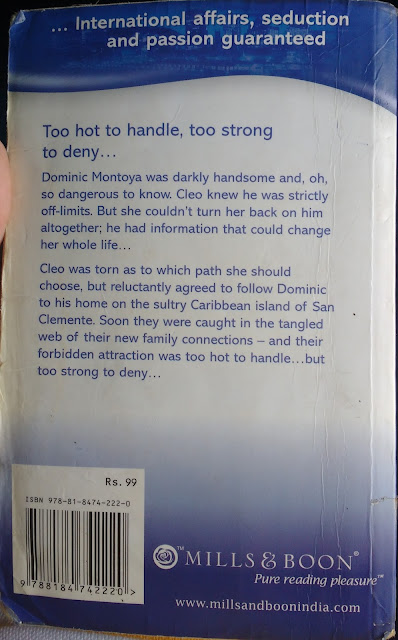 ... International affairs, seduction
and passion guaranteed
Too hot to handle, too strong
to deny...
Dominic Montoya was darkly handsome and, oh,
so dangerous to know. Cleo knew he was strictly
off-limits. But she couldn't turn her back on him
altogether; he had information that could change
her whole life...
Cleo was torn as to which path she should
choose, but reluctantly agreed to follow Dominic
to his home on the sultry Caribbean island of San
Clemente. Soon they were caught in the tangled
web of their new family connections – and their
forbidden attraction was too hot to handle...but
too strong to deny...
Rs. 99
ISBN 978-81-8474-222-0
9 788184 742220 >
™ MILLS & BOON®
Pure reading pleasure™
www.millsandboonindia.com